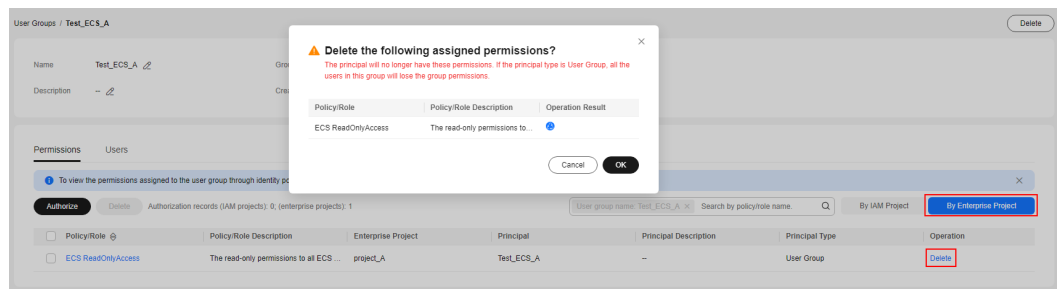 User Groups / Test_ECS_A
Delete
Name Test_ECS_A
Description --
Delete the following assigned permissions?
The principal will no longer have these permissions. If the principal type is User Group, all the
users in this group will lose the group permissions.
Policy/Role Policy/Role Description Operation Result
ECS ReadOnlyAccess The read-only permissions to...
Cancel OK
Permissions Users
To view the permissions assigned to the user group through identity
Authorize Delete Authorization records (IAM projects): 0; (enterprise projects): 1 User group name: Test_ECS_A Search by policy/role name. By IAM Project By Enterprise Project
Policy/Role Policy/Role Description Enterprise Project Principal Principal Description Principal Type Operation
ECS ReadOnlyAccess The read-only permissions to all ECS ... project_A Test_ECS_A -- User Group Delete